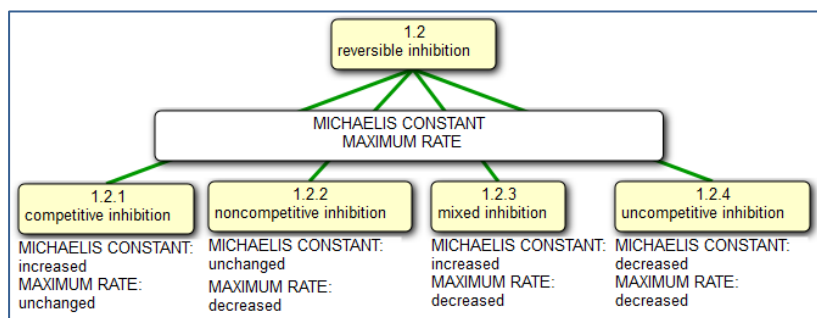 1.2
reversible inhibition
MICHAELIS CONSTANT
MAXIMUM RATE
1.2.1
competitive inhibition
MICHAELIS CONSTANT:
increased
MAXIMUM RATE:
unchanged
1.2.2
noncompetitive inhibition
MICHAELIS CONSTANT:
unchanged
MAXIMUM RATE:
decreased
1.2.3
mixed inhibition
MICHAELIS CONSTANT:
increased
MAXIMUM RATE:
decreased
1.2.4
uncompetitive inhibition
MICHAELIS CONSTANT:
decreased
MAXIMUM RATE:
decreased